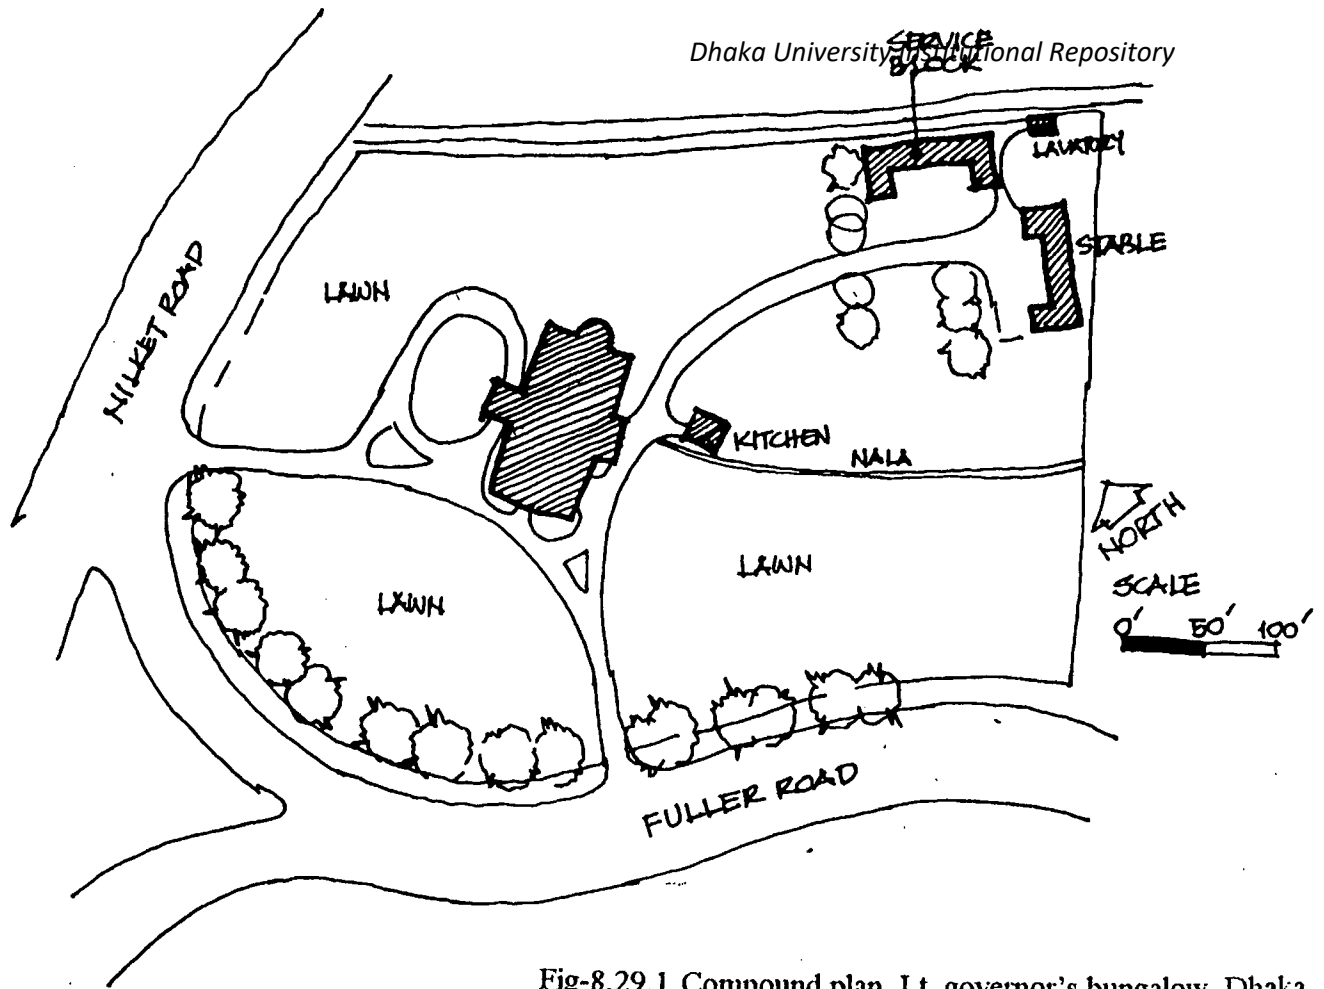 Dhaka University Institutional Repository
SERVICE
BLOCK
LAVATORY
STABLE
LAWN
NILKET ROAD
KITCHEN
NALA
NORTH
LAWN
LAWN
SCALE
0' 50' 100'
FULLER ROAD
Fig-8.29.1 Compound plan, Lt. governor's bungalow, Dhaka